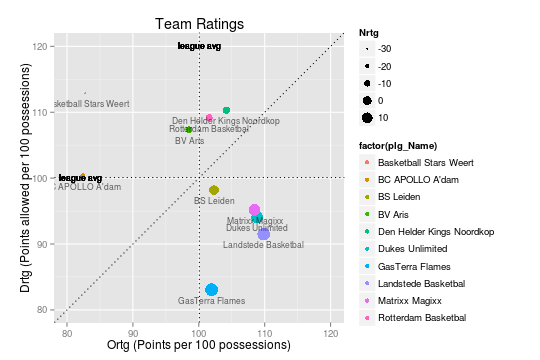 Team Ratings
Drtg (Points allowed per 100 possessions)
120
110
100
90
80
league avg
sketball Stars Weert
Den Helder Kings Noordkop
Rotterdam Basketbal
BV Aris
league avg
APOLLO A'dam
BS Leiden
Matrixx Magixx
Dukes Unlimited
Landstede Basketbal
GasTerra Flames
80
90
100
110
120
Ortg (Points per 100 possessions)
Nrtg
-30
-20
-10
0
10
factor(plg_Name)
Basketball Stars Weert
BC APOLLO A'dam
BS Leiden
BV Aris
Den Helder Kings Noordkop
Dukes Unlimited
GasTerra Flames
Landstede Basketbal
Matrixx Magixx
Rotterdam Basketbal